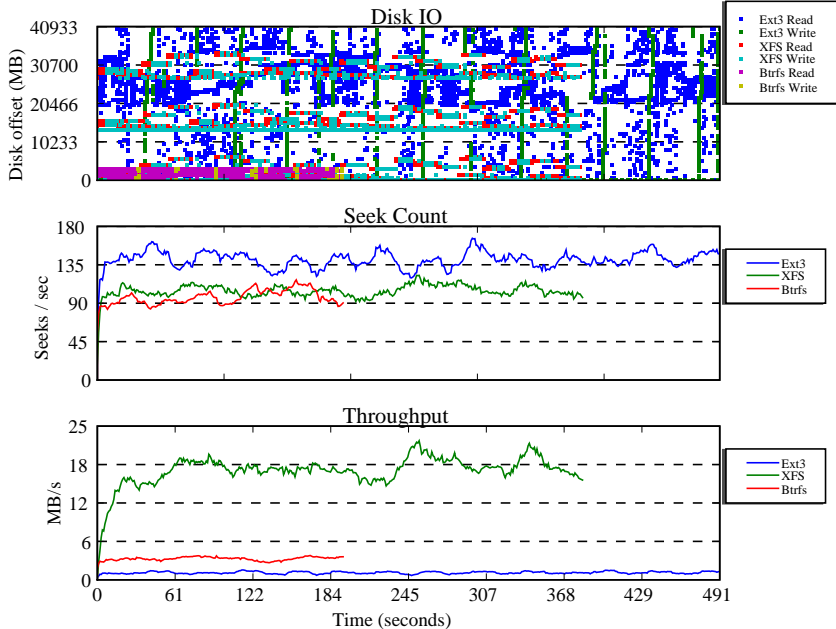 Disk IO
Disk offset (MB)
40933
30700
20466
10233
0
Ext3 Read
Ext3 Write
XFS Read
XFS Write
Btrfs Read
Btrfs Write
Seek Count
Seeks / sec
180
135
90
45
0
Ext3
XFS
Btrfs
Throughput
MB/s
25
18
12
6
0
Ext3
XFS
Btrfs
0 61 122 184 245 307 368 429 491
Time (seconds)